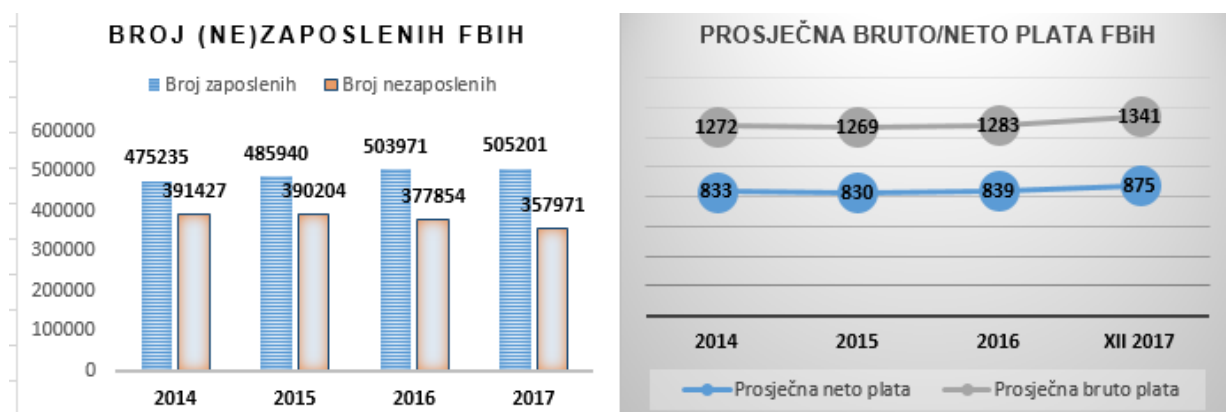 BROJ (NE)ZAPOSLENIH FBIH
Broj zaposlenih Broj nezaposlenih
600000
500000
400000
300000
200000
100000
0
475235 485940 503971 505201
391427 390204 377854 357971
2014 2015 2016 2017
PROSJEČNA BRUTO/NETO PLATA FBiH
1272 1269 1283 1341
833 830 839 875
2014 2015 2016 XII 2017
Prosječna neto plata Prosječna bruto plata